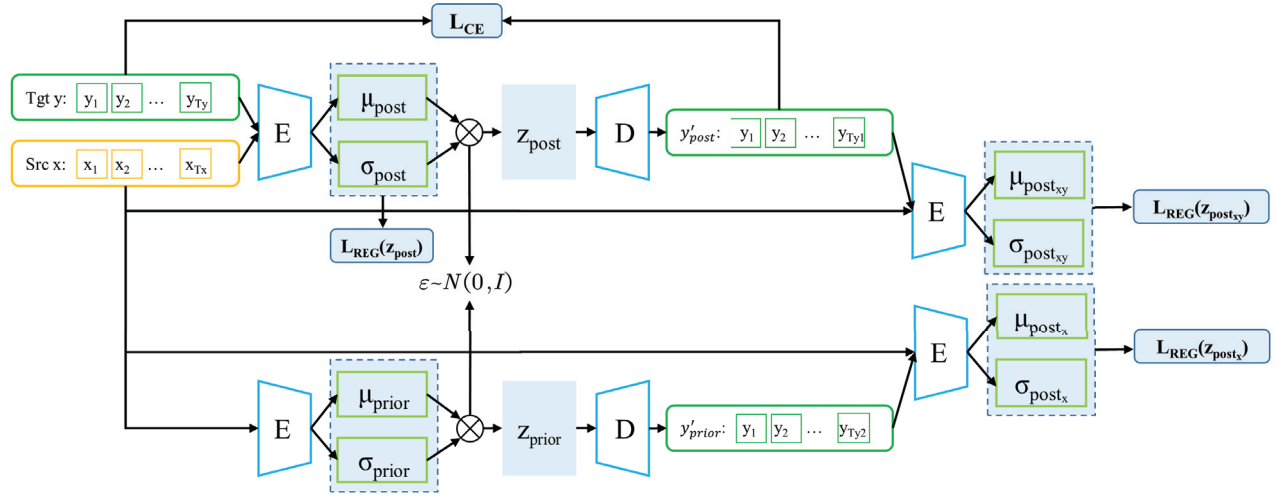 L_CE
Tgt y: y_1 y_2 … y_Ty
Src x: x_1 x_2 … x_Tx
E
μ_post
σ_post
z_post
D
y'_post: y_1 y_2 … y_Ty1
L_REG(z_post)
E
μ_post_xy
σ_post_xy
L_REG(z_post_xy)
ε~N(0,I)
E
μ_post_x
σ_post_x
L_REG(z_post_x)
E
μ_prior
σ_prior
z_prior
D
y'_prior: y_1 y_2 … y_Ty2